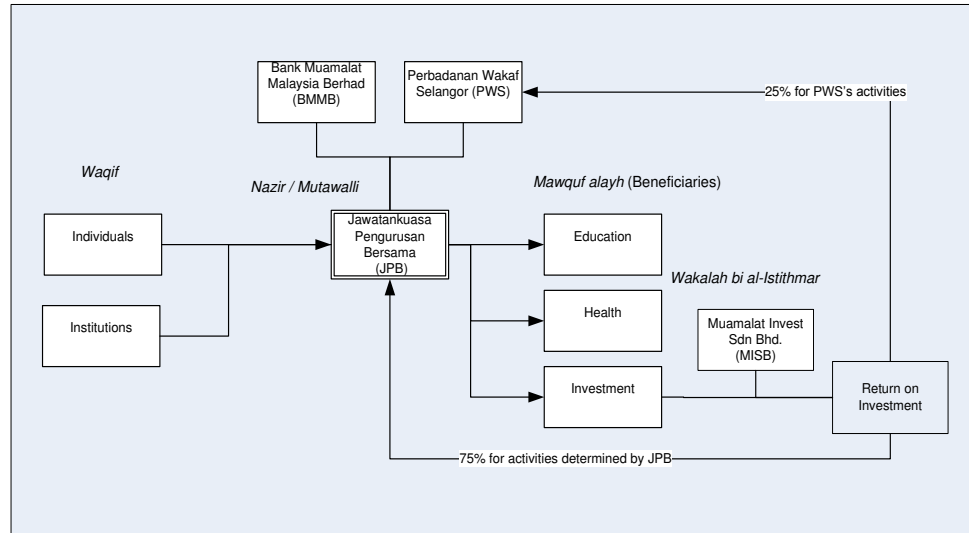 Bank Muamalat
Malaysia Berhad
(BMMB)
Perbadanan Wakaf
Selangor (PWS)
25% for PWS's activities
Waqif
Nazir / Mutawalli
Mawquf alayh (Beneficiaries)
Individuals
Jawatankuasa
Pengurusan
Bersama
(JPB)
Education
Wakalah bi al-Istithmar
Institutions
Health
Muamalat Invest
Sdn Bhd.
(MISB)
Investment
Return on
Investment
75% for activities determined by JPB